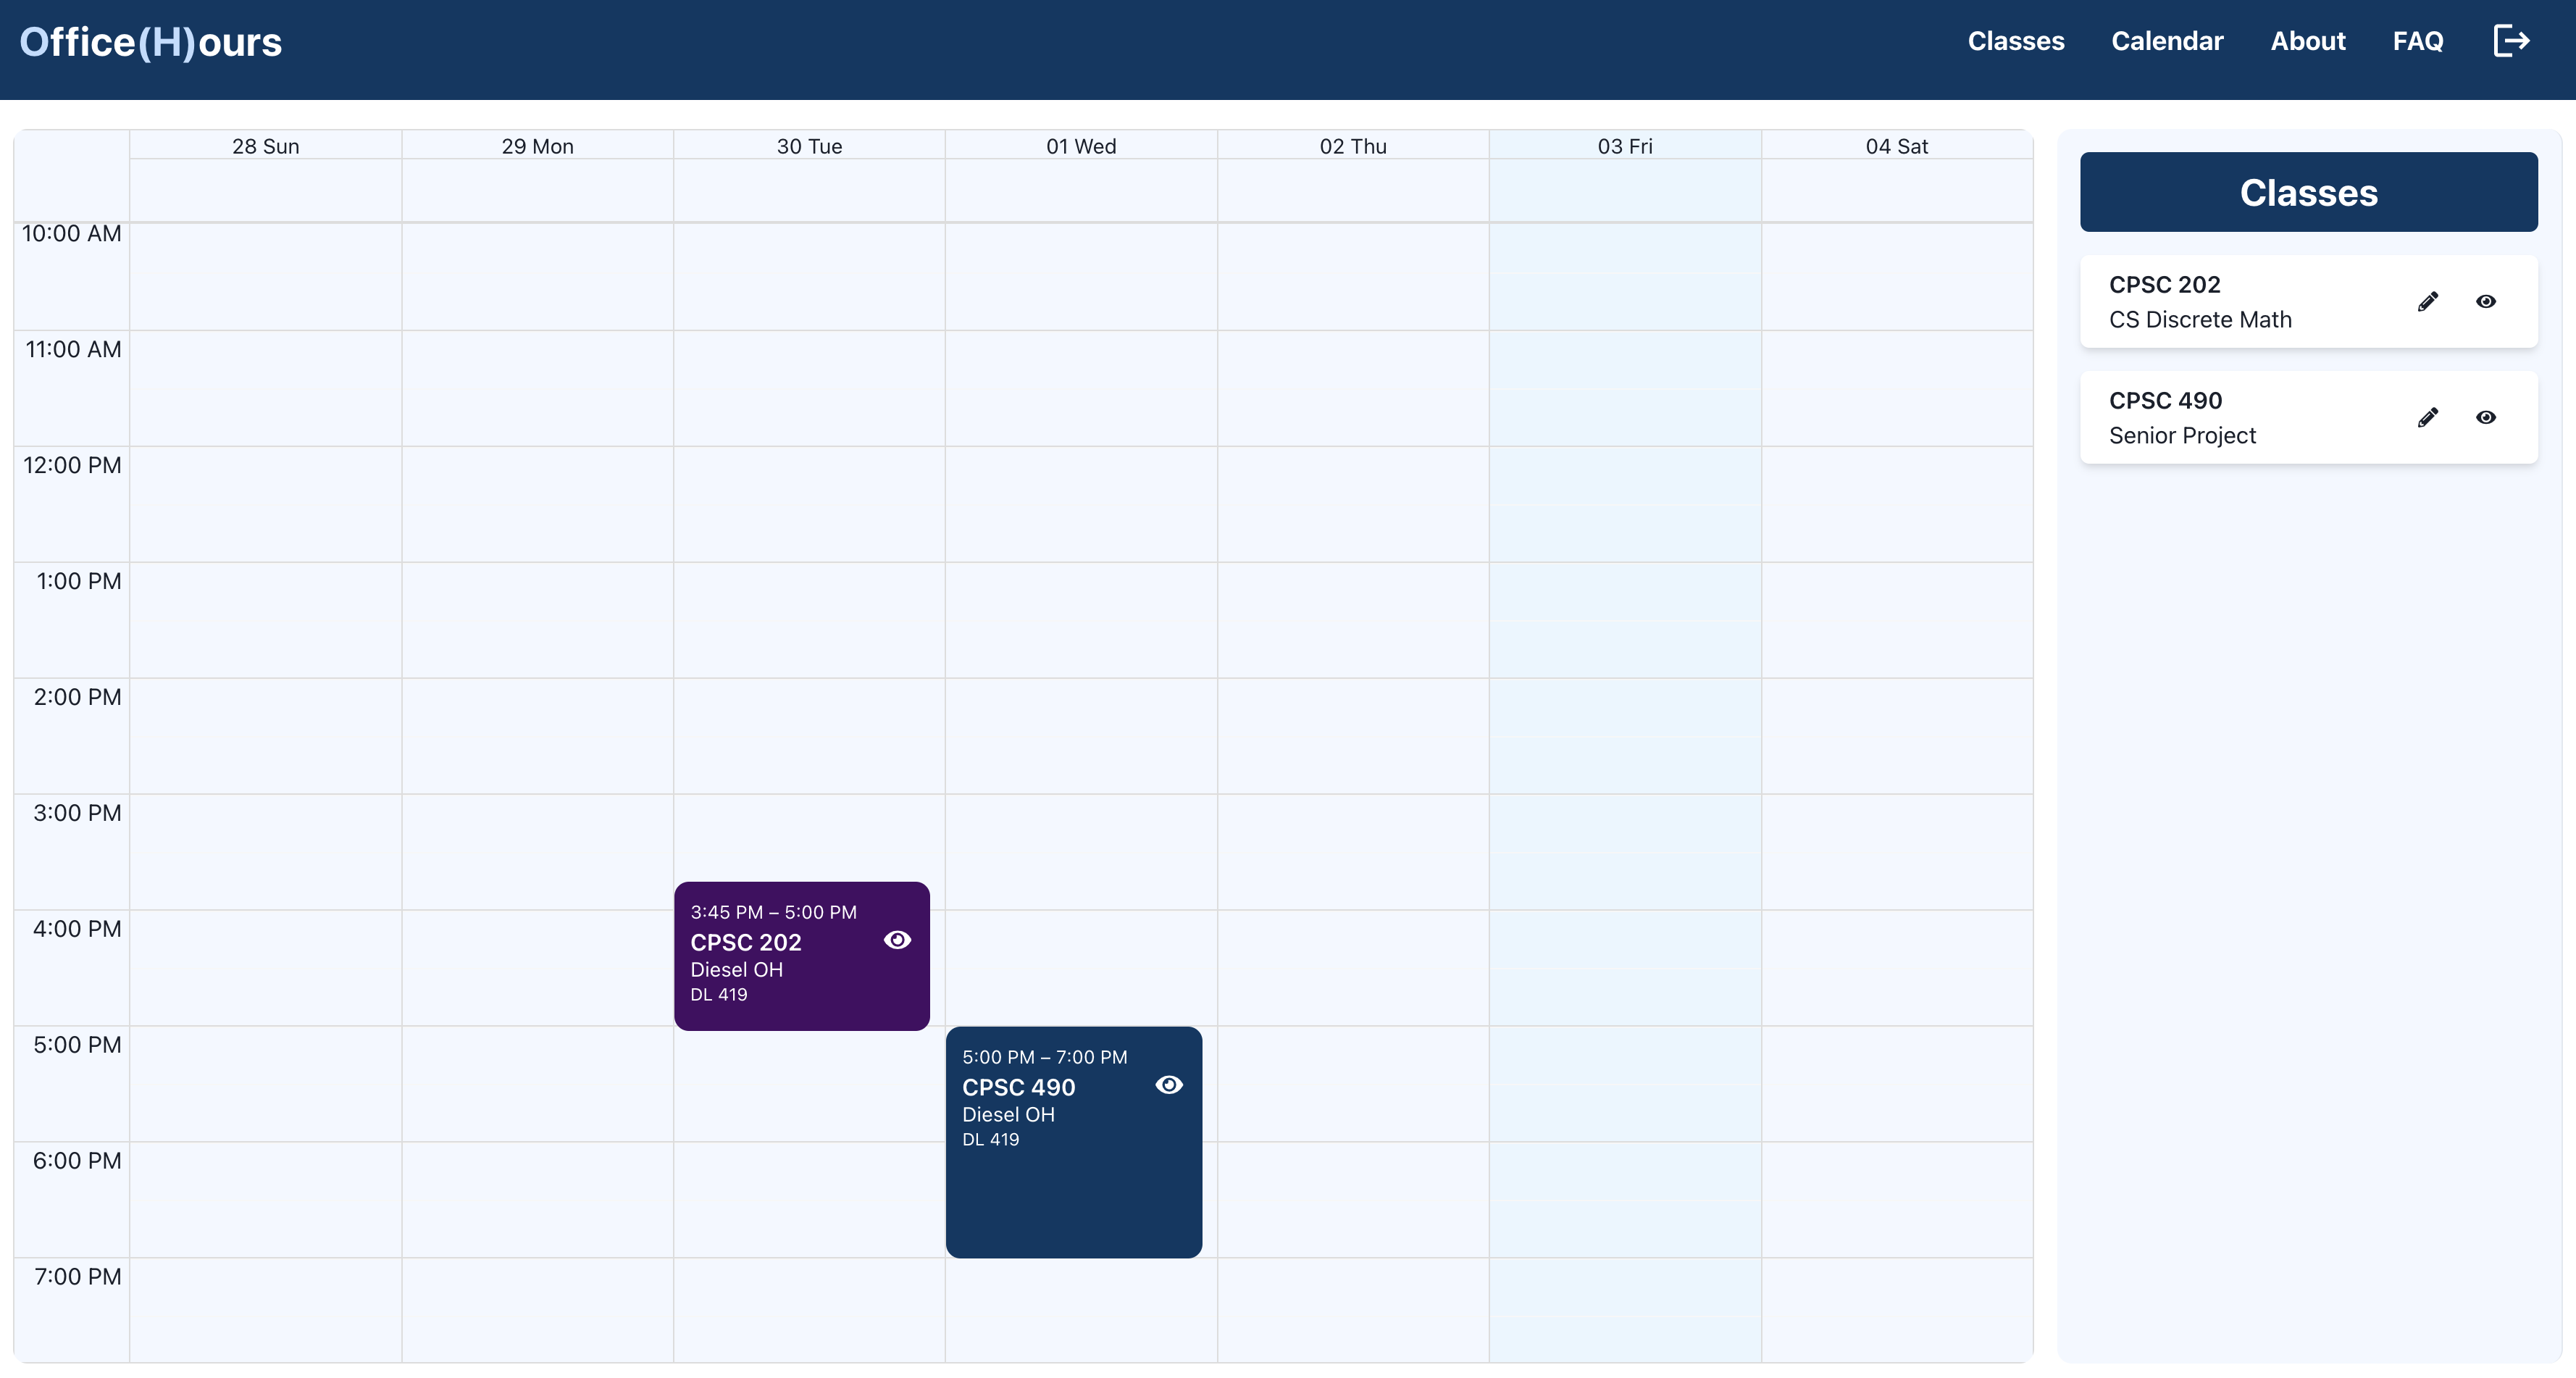 Office(H)ours
Classes Calendar About FAQ
28 Sun 29 Mon 30 Tue 01 Wed 02 Thu 03 Fri 04 Sat
10:00 AM
11:00 AM
12:00 PM
1:00 PM
2:00 PM
3:00 PM
4:00 PM
5:00 PM
6:00 PM
7:00 PM
3:45 PM – 5:00 PM
CPSC 202
Diesel OH
DL 419
5:00 PM – 7:00 PM
CPSC 490
Diesel OH
DL 419
Classes
CPSC 202
CS Discrete Math
CPSC 490
Senior Project